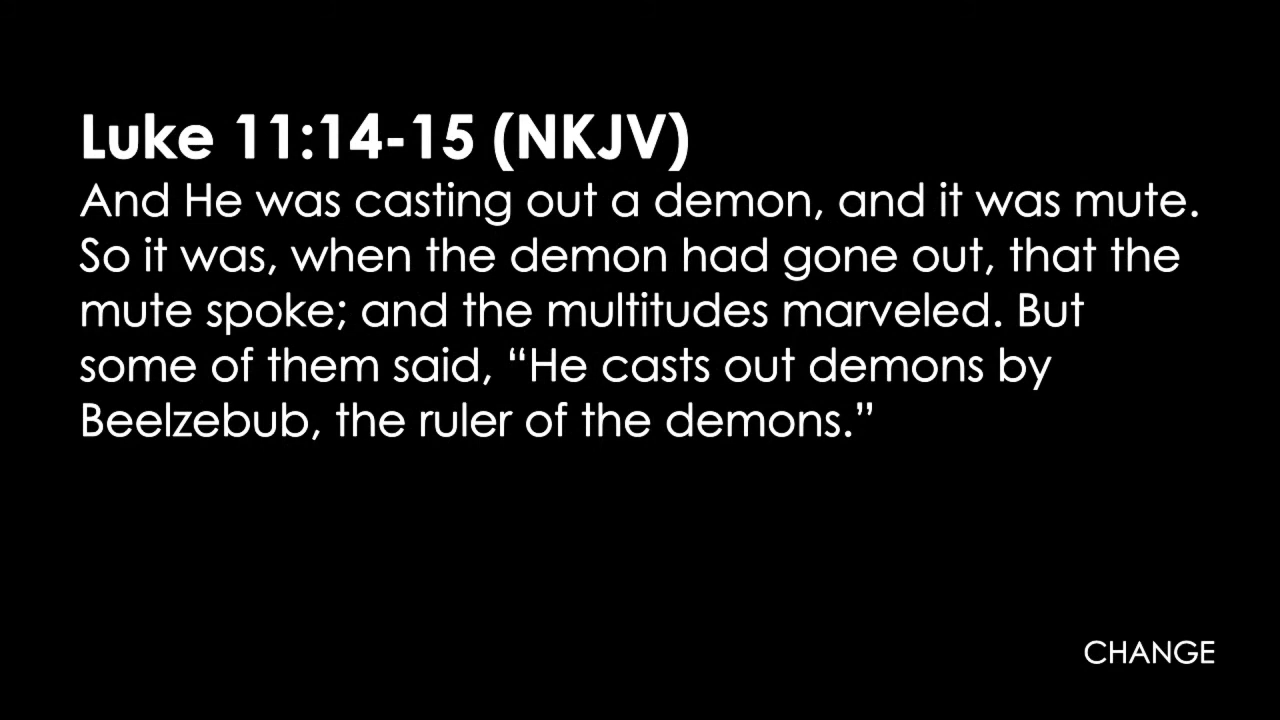 Luke 11:14-15 (NKJV)
And He was casting out a demon, and it was mute.
So it was, when the demon had gone out, that the
mute spoke; and the multitudes marveled. But
some of them said, “He casts out demons by
Beelzebub, the ruler of the demons.”
CHANGE